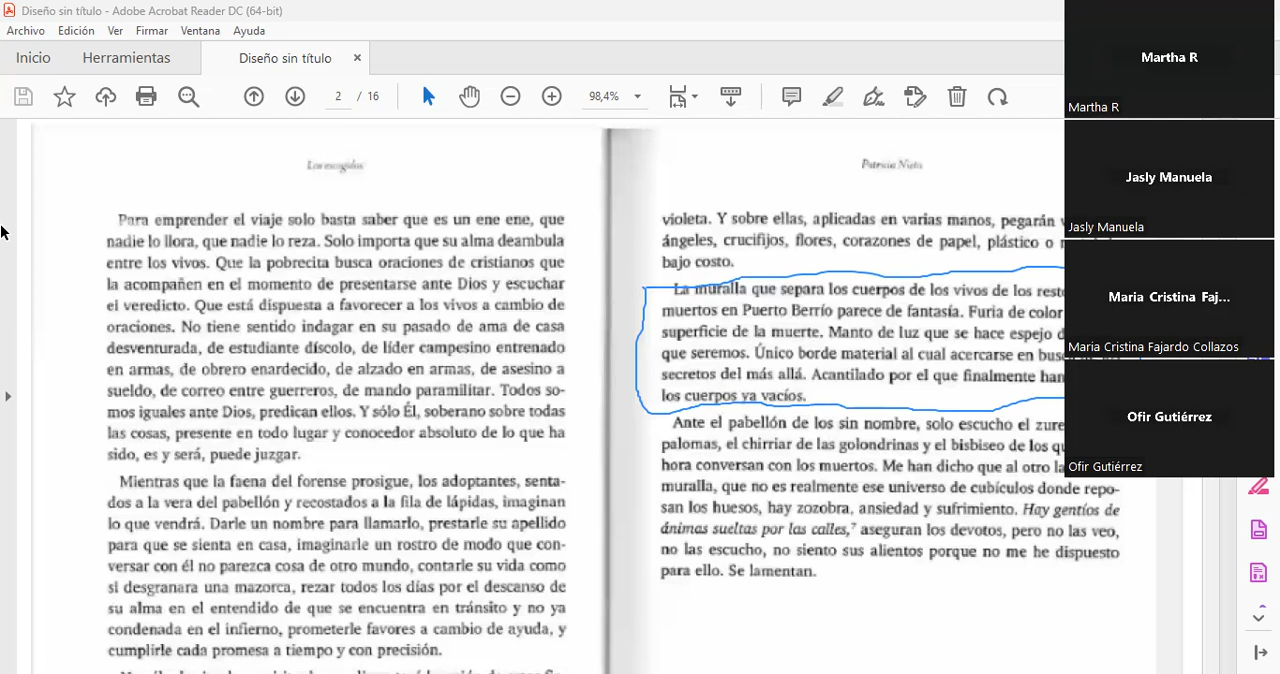 Diseño sin título - Adobe Acrobat Reader DC (64-bit)
Archivo Edición Ver Firmar Ventana Ayuda
Inicio Herramientas Diseño sin título ×
2 / 16 98,4%
Los escogidos
Para emprender el viaje solo basta saber que es un ene ene, que
nadie lo llora, que nadie lo reza. Solo importa que su alma deambula
entre los vivos. Que la pobrecita busca oraciones de cristianos que
la acompañen en el momento de presentarse ante Dios y escuchar
el veredicto. Que está dispuesta a favorecer a los vivos a cambio de
oraciones. No tiene sentido indagar en su pasado de ama de casa
desventurada, de estudiante díscolo, de líder campesino entrenado
en armas, de obrero enardecido, de alzado en armas, de asesino a
sueldo, de correo entre guerreros, de mando paramilitar. Todos so-
mos iguales ante Dios, predican ellos. Y sólo Él, soberano sobre todas
las cosas, presente en todo lugar y conocedor absoluto de lo que ha
sido, es y será, puede juzgar.
Mientras que la faena del forense prosigue, los adoptantes, senta-
dos a la vera del pabellón y recostados a la fila de lápidas, imaginan
lo que vendrá. Darle un nombre para llamarlo, prestarle su apellido
para que se sienta en casa, imaginarle un rostro de modo que con-
versar con él no parezca cosa de otro mundo, contarle su vida como
si desgranara una mazorca, rezar todos los días por el descanso de
su alma en el entendido de que se encuentra en tránsito y no ya
condenada en el infierno, prometerle favores a cambio de ayuda, y
cumplirle cada promesa a tiempo y con precisión.
Patricia Nieto
violeta. Y sobre ellas, aplicadas en varias manos, pegarán
ángeles, crucifijos, flores, corazones de papel, plástico o
bajo costo.
La muralla que separa los cuerpos de los vivos de los
muertos en Puerto Berrío parece de fantasía. Furia de color
superficie de la muerte. Manto de luz que se hace espejo
que seremos. Único borde material al cual acercarse en
secretos del más allá. Acantilado por el que finalmente han
los cuerpos ya vacíos.
Ante el pabellón de los sin nombre, solo escucho el
palomas, el chirriar de las golondrinas y el bisbiseo de los
hora conversan con los muertos. Me han dicho que al otro
muralla, que no es realmente ese universo de cubículos donde repo-
san los huesos, hay zozobra, ansiedad y sufrimiento. Hay gentíos de
ánimas sueltas por las calles,⁷ aseguran los devotos, pero no las veo,
no las escucho, no siento sus alientos porque no me he dispuesto
para ello. Se lamentan.
Martha R
Martha R
Jasly Manuela
Jasly Manuela
Maria Cristina Faj...
Maria Cristina Fajardo Collazos
Ofir Gutiérrez
Ofir Gutiérrez